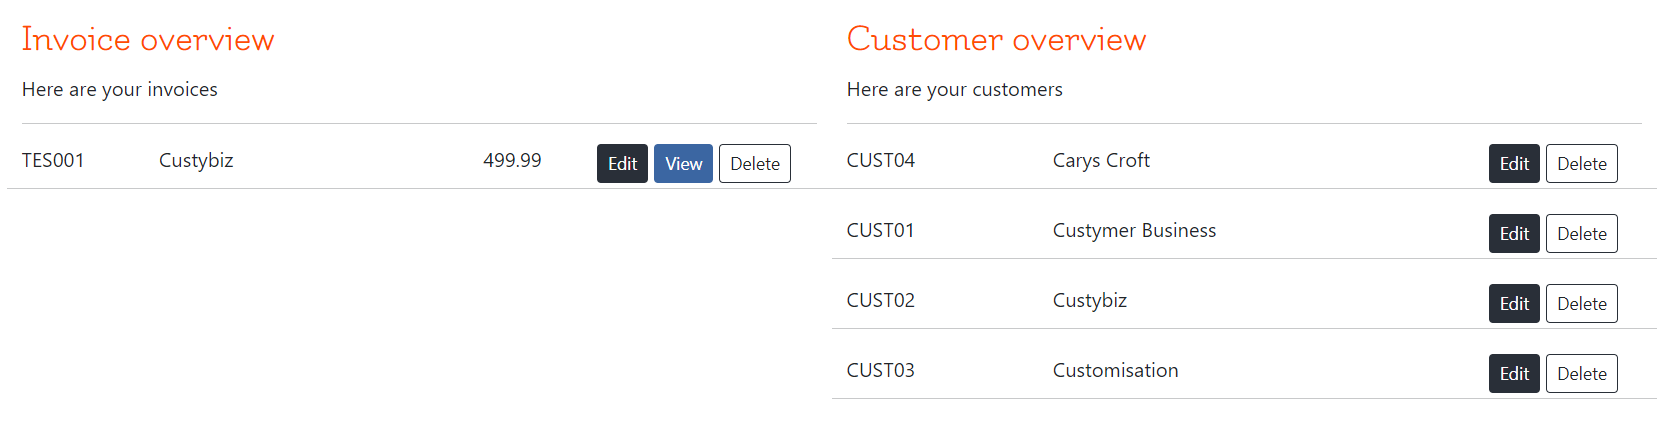 Invoice overview
Here are your invoices
TES001 Custybiz 499.99 Edit View Delete
Customer overview
Here are your customers
CUST04 Carys Croft Edit Delete
CUST01 Custymer Business Edit Delete
CUST02 Custybiz Edit Delete
CUST03 Customisation Edit Delete